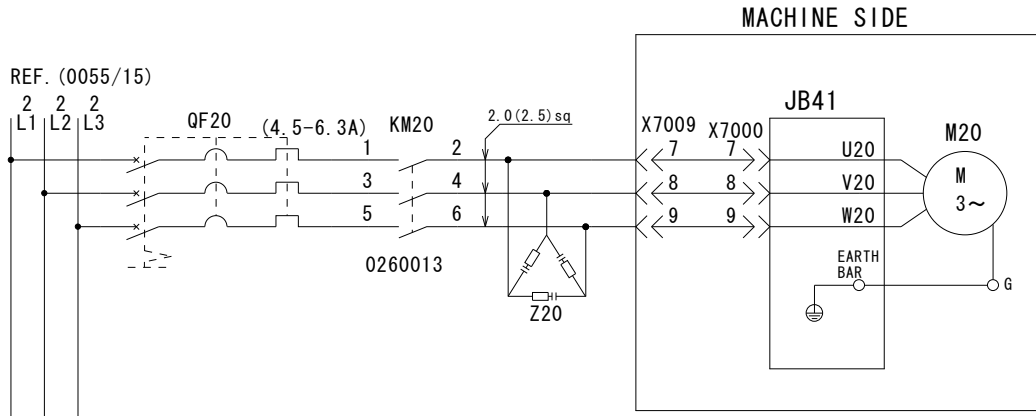 MACHINE SIDE
REF. (0055/15)
2 2 2
L1 L2 L3
QF20
(4.5-6.3A)
KM20
2.0(2.5)sq
JB41
X7009 X7000
M20
1 2 7 7 U20
3 4 8 8 V20
5 6 9 9 W20
M
3~
0260013
EARTH
BAR
G
Z20